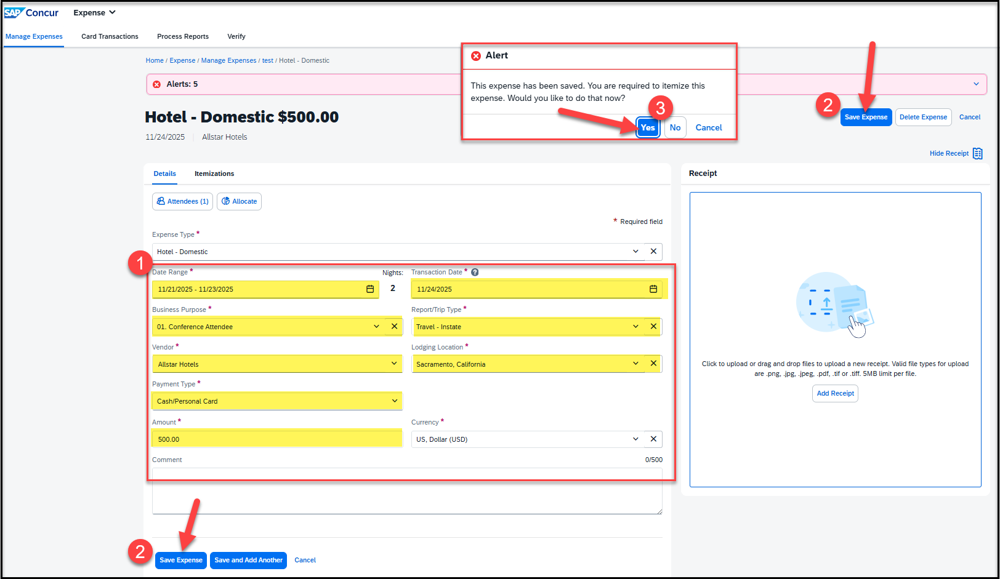 SAP Concur Expense
Manage Expenses Card Transactions Process Reports Verify
Home / Expense / Manage Expenses / test / Hotel - Domestic
Alerts: 5
Alert
This expense has been saved. You are required to itemize this
expense. Would you like to do that now?
3
Yes No Cancel
2
Save Expense Delete Expense Cancel
Hotel - Domestic $500.00
11/24/2025 Allstar Hotels
Hide Receipt
Details Itemizations
Attendees (1) Allocate
* Required field
Expense Type *
Hotel - Domestic
1
Date Range * Nights: Transaction Date * ?
11/21/2025 - 11/23/2025 2 11/24/2025
Business Purpose * Report/Trip Type *
01. Conference Attendee Travel - Instate
Vendor * Lodging Location *
Allstar Hotels Sacramento, California
Payment Type *
Cash/Personal Card
Amount * Currency *
500.00 US, Dollar (USD)
Comment 0/500
2
Save Expense Save and Add Another Cancel
Receipt
Click to upload or drag and drop files to upload a new receipt. Valid file types for upload
are .png, .jpg, .jpeg, .pdf, .tif or .tiff. 5MB limit per file.
Add Receipt